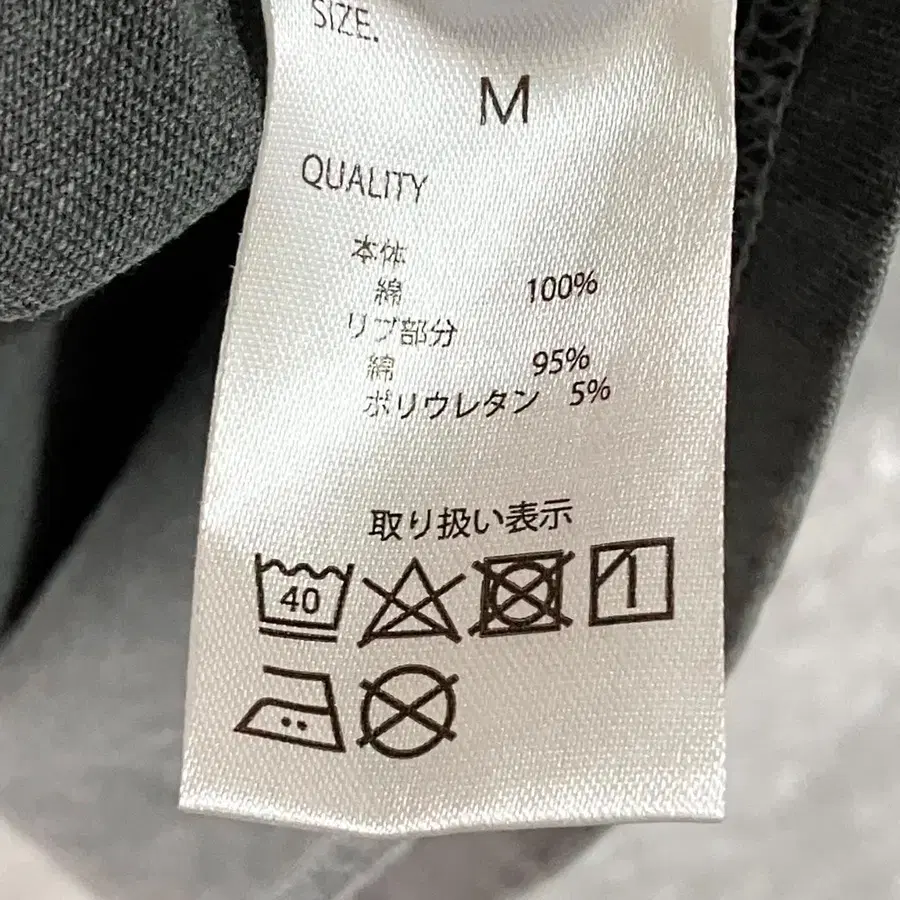 SIZE.
M
QUALITY
本体
綿 100%
リブ部分
綿 95%
ポリウレタン 5%
取り扱い表示
40